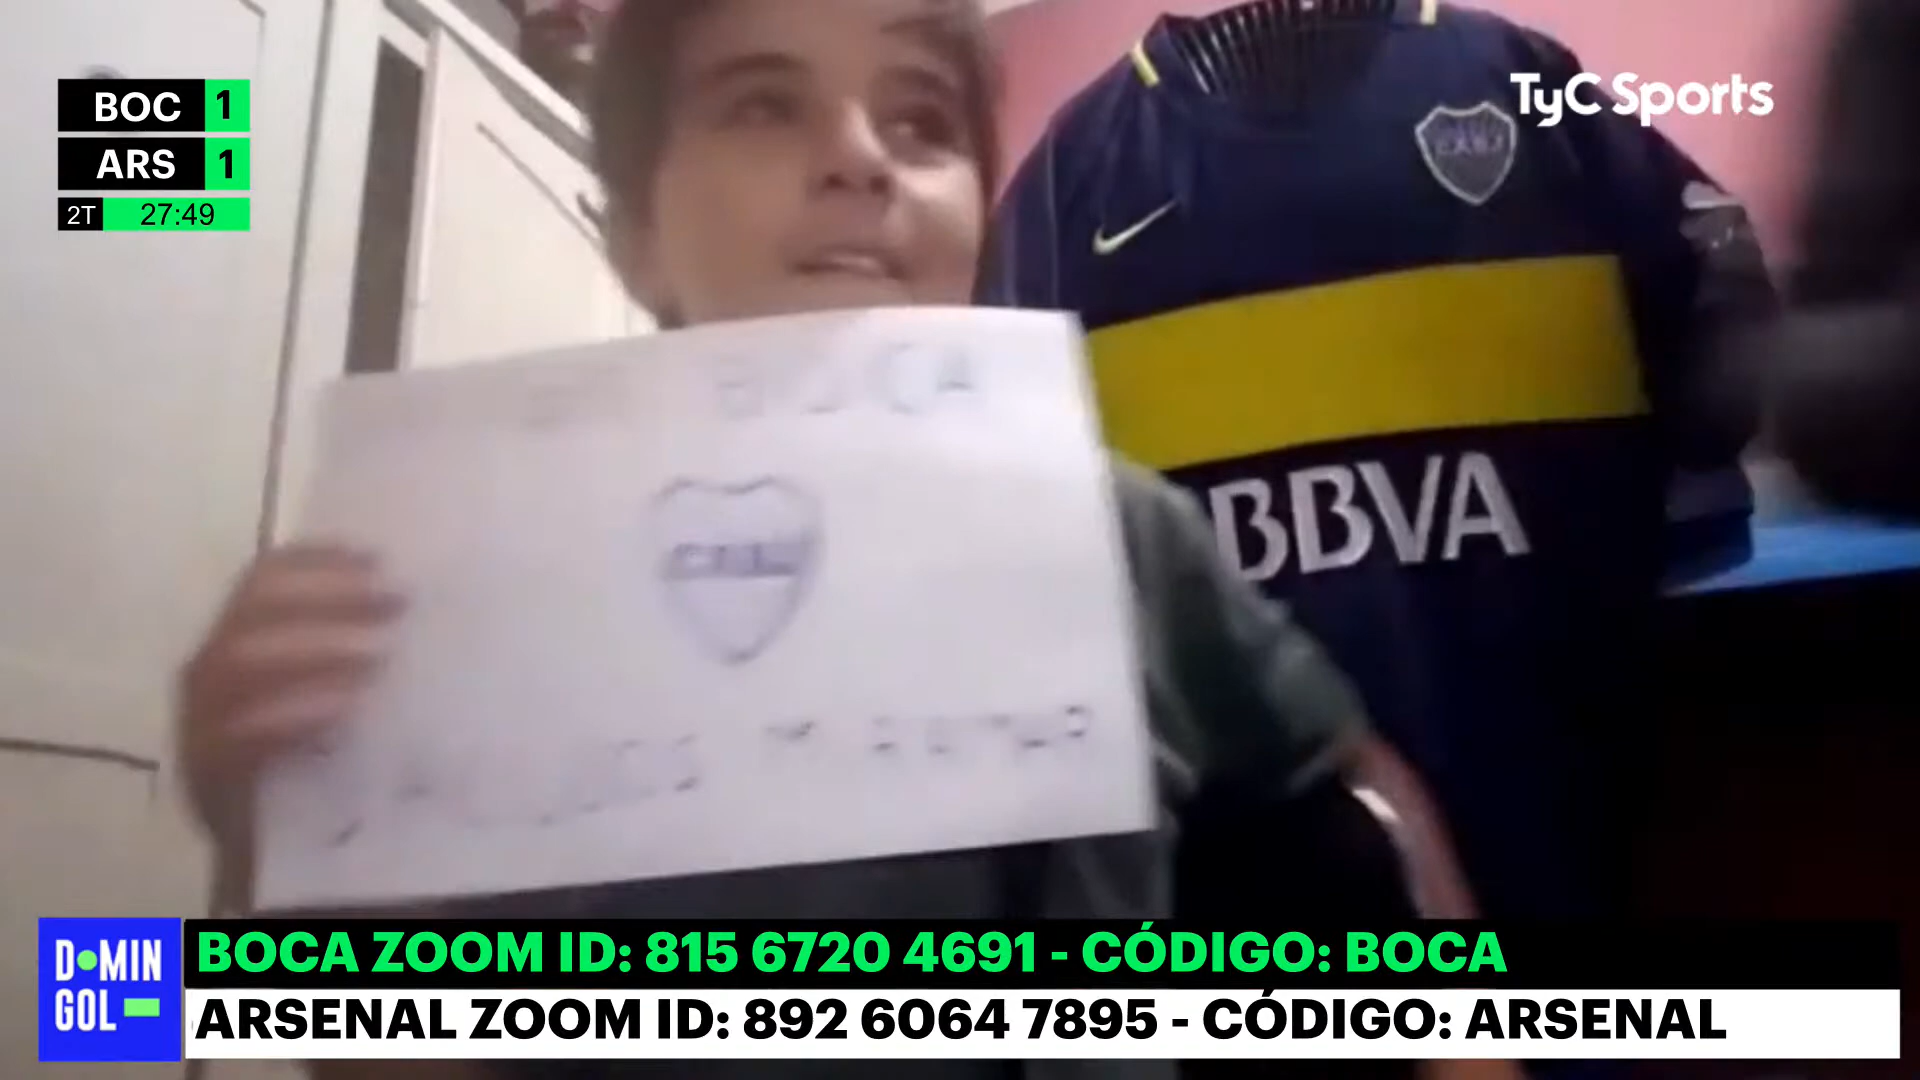 BOC 1
TyC Sports
ARS 1
2T 27:49
BOCA
BBVA
D•MIN
GOL
BOCA ZOOM ID: 815 6720 4691 - CÓDIGO: BOCA
ARSENAL ZOOM ID: 892 6064 7895 - CÓDIGO: ARSENAL